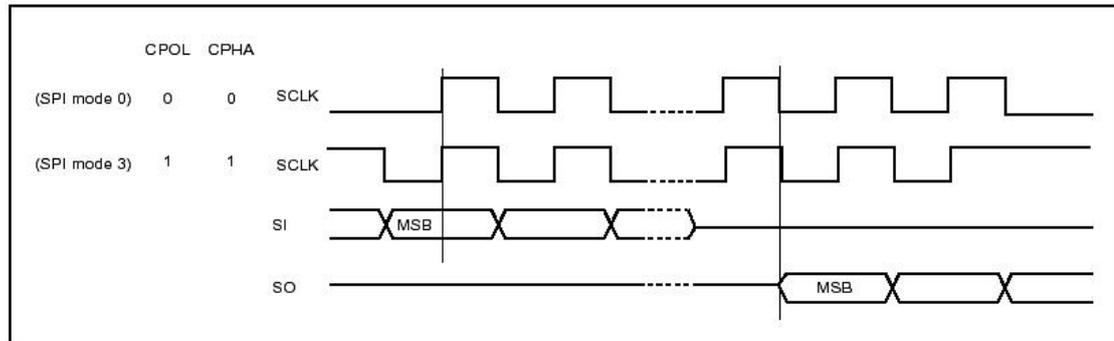 CPOL CPHA
(SPI mode 0) 0 0 SCLK
(SPI mode 3) 1 1 SCLK
SI MSB
SO MSB